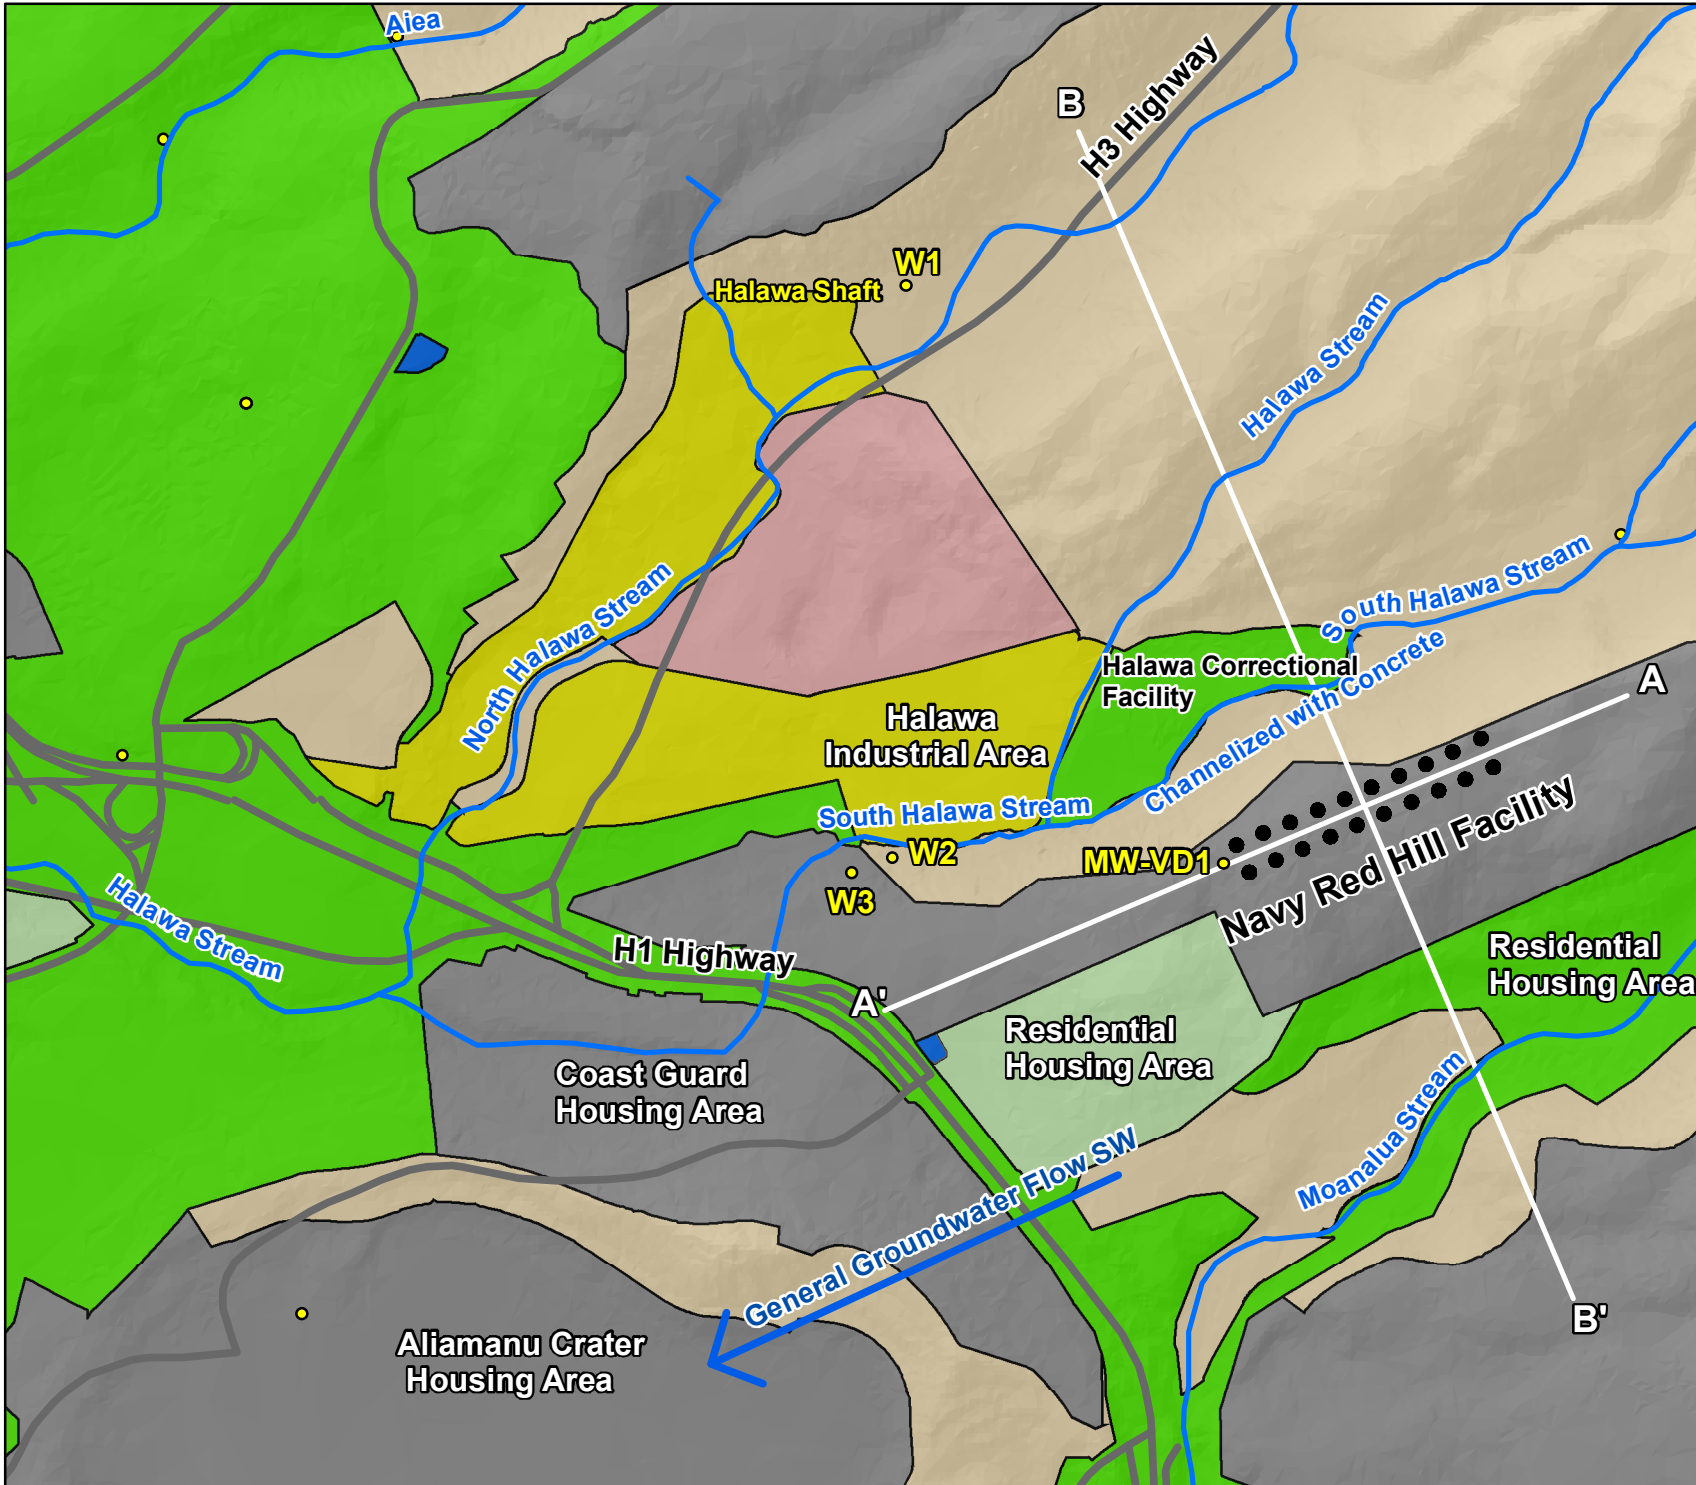 Aiea
B
H3 Highway
W1
Halawa Shaft
Halawa Stream
South Halawa Stream
North Halawa Stream
Halawa Correctional
Facility
Channelized with Concrete
A
Halawa
Industrial Area
South Halawa Stream
W2
MW-VD1
W3
Navy Red Hill Facility
Halawa Stream
H1 Highway
Residential
Housing Area
A'
Residential
Housing Area
Coast Guard
Housing Area
Moanalua Stream
General Groundwater Flow SW
B'
Aliamanu Crater
Housing Area